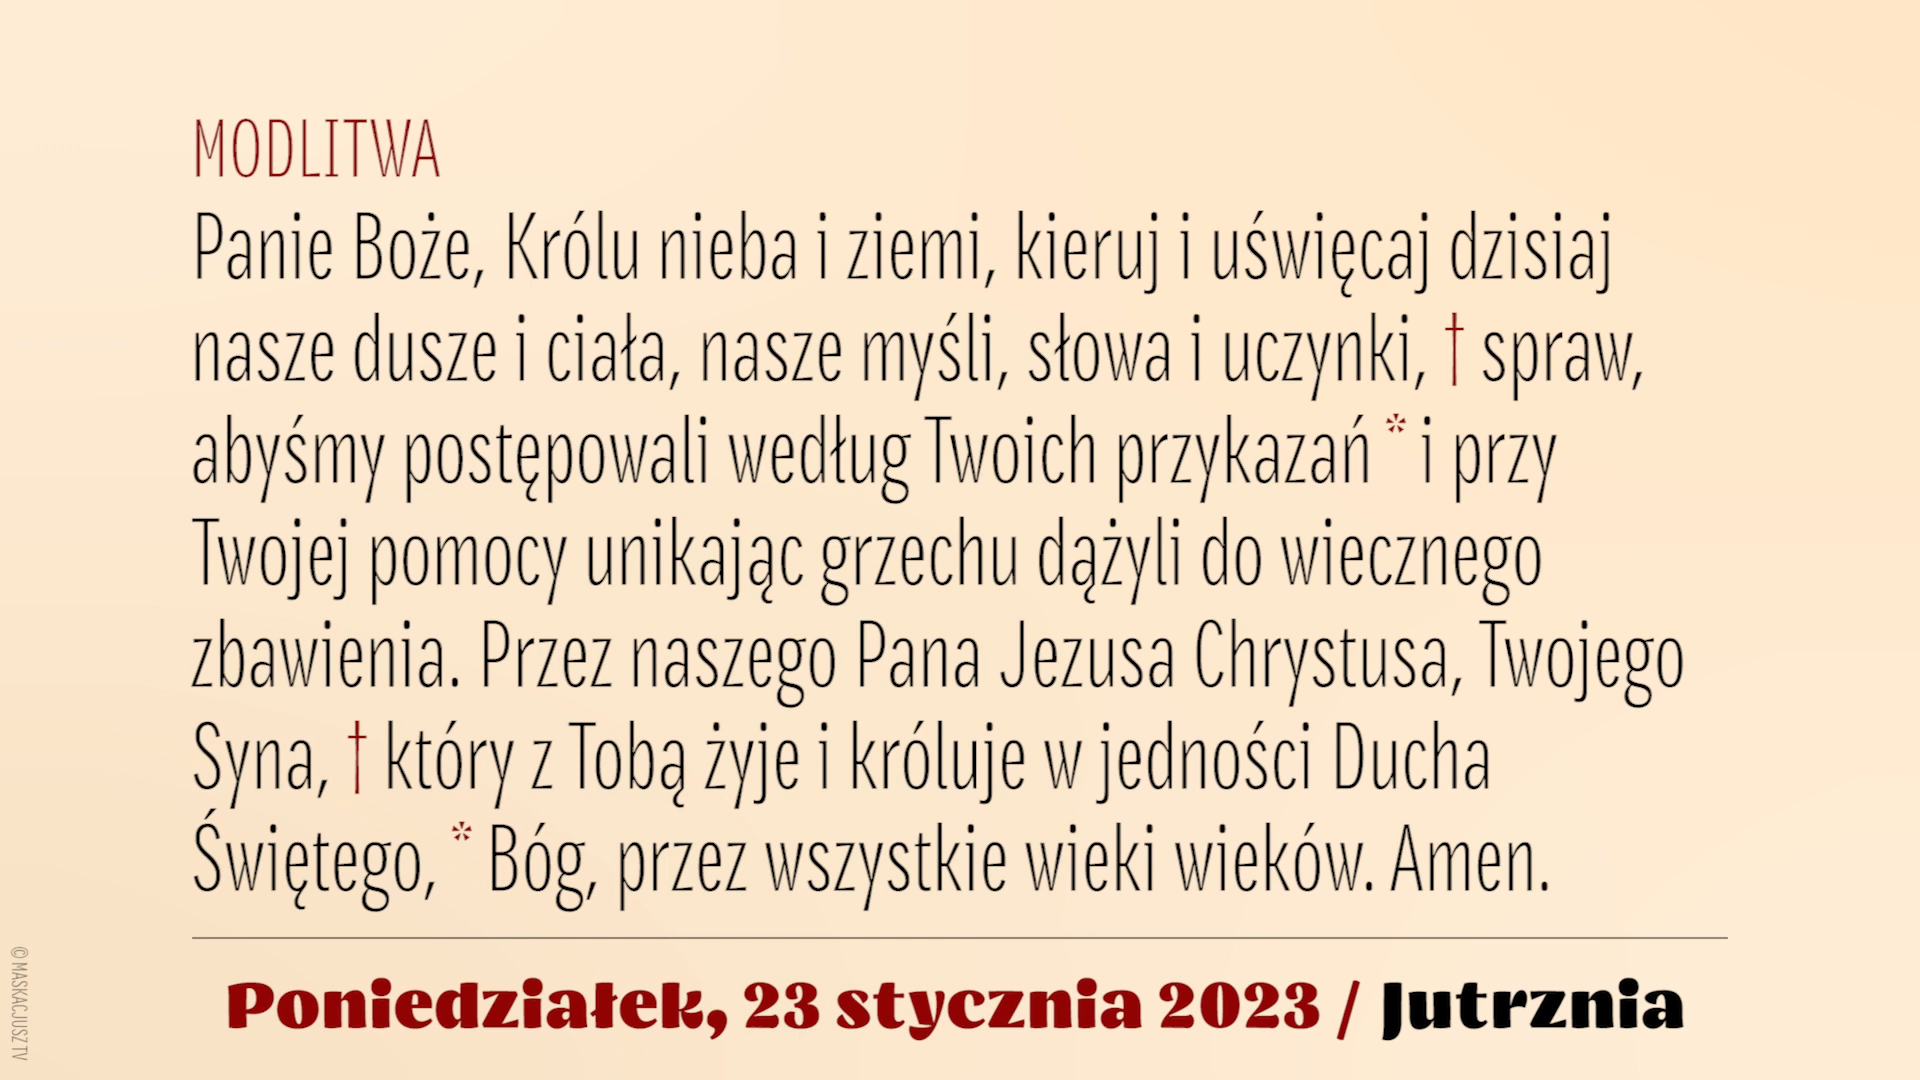 MODLITWA
Panie Boże, Królu nieba i ziemi, kieruj i uświęcaj dzisiaj
nasze dusze i ciała, nasze myśli, słowa i uczynki, † spraw,
abyśmy postępowali według Twoich przykazań * i przy
Twojej pomocy unikając grzechu dążyli do wiecznego
zbawienia. Przez naszego Pana Jezusa Chrystusa, Twojego
Syna, † który z Tobą żyje i króluje w jedności Ducha
Świętego, * Bóg, przez wszystkie wieki wieków. Amen.
Poniedziałek, 23 stycznia 2023 / Jutrznia
© MASKACJUSZ TV